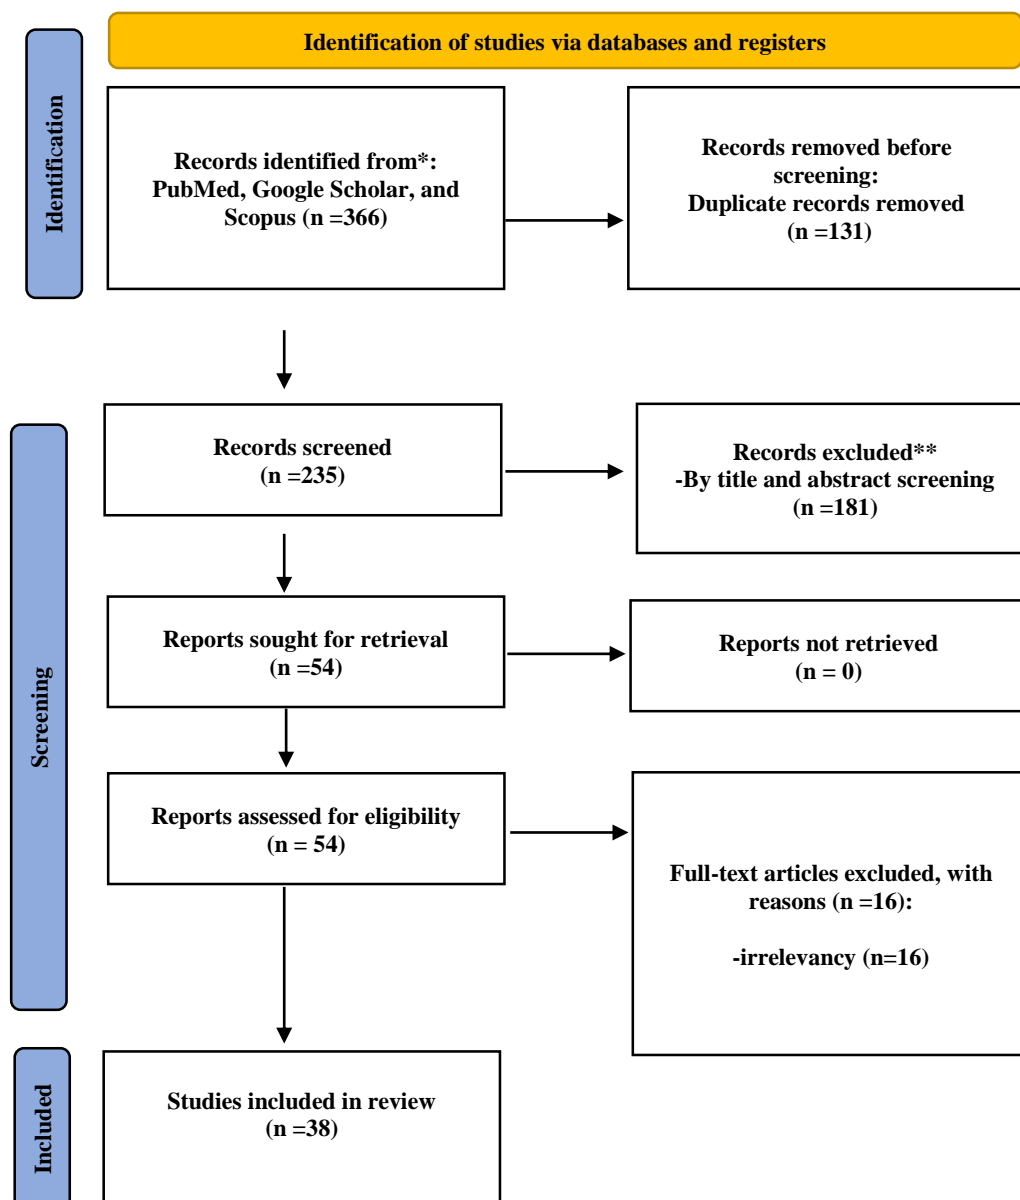 Identification of studies via databases and registers
Identification
Records identified from*:
PubMed, Google Scholar, and
Scopus (n =366)
Records removed before
screening:
Duplicate records removed
(n =131)
Screening
Records screened
(n =235)
Records excluded**
-By title and abstract screening
(n =181)
Reports sought for retrieval
(n =54)
Reports not retrieved
(n = 0)
Reports assessed for eligibility
(n = 54)
Full-text articles excluded, with
reasons (n =16):
-irrelevancy (n=16)
Included
Studies included in review
(n =38)